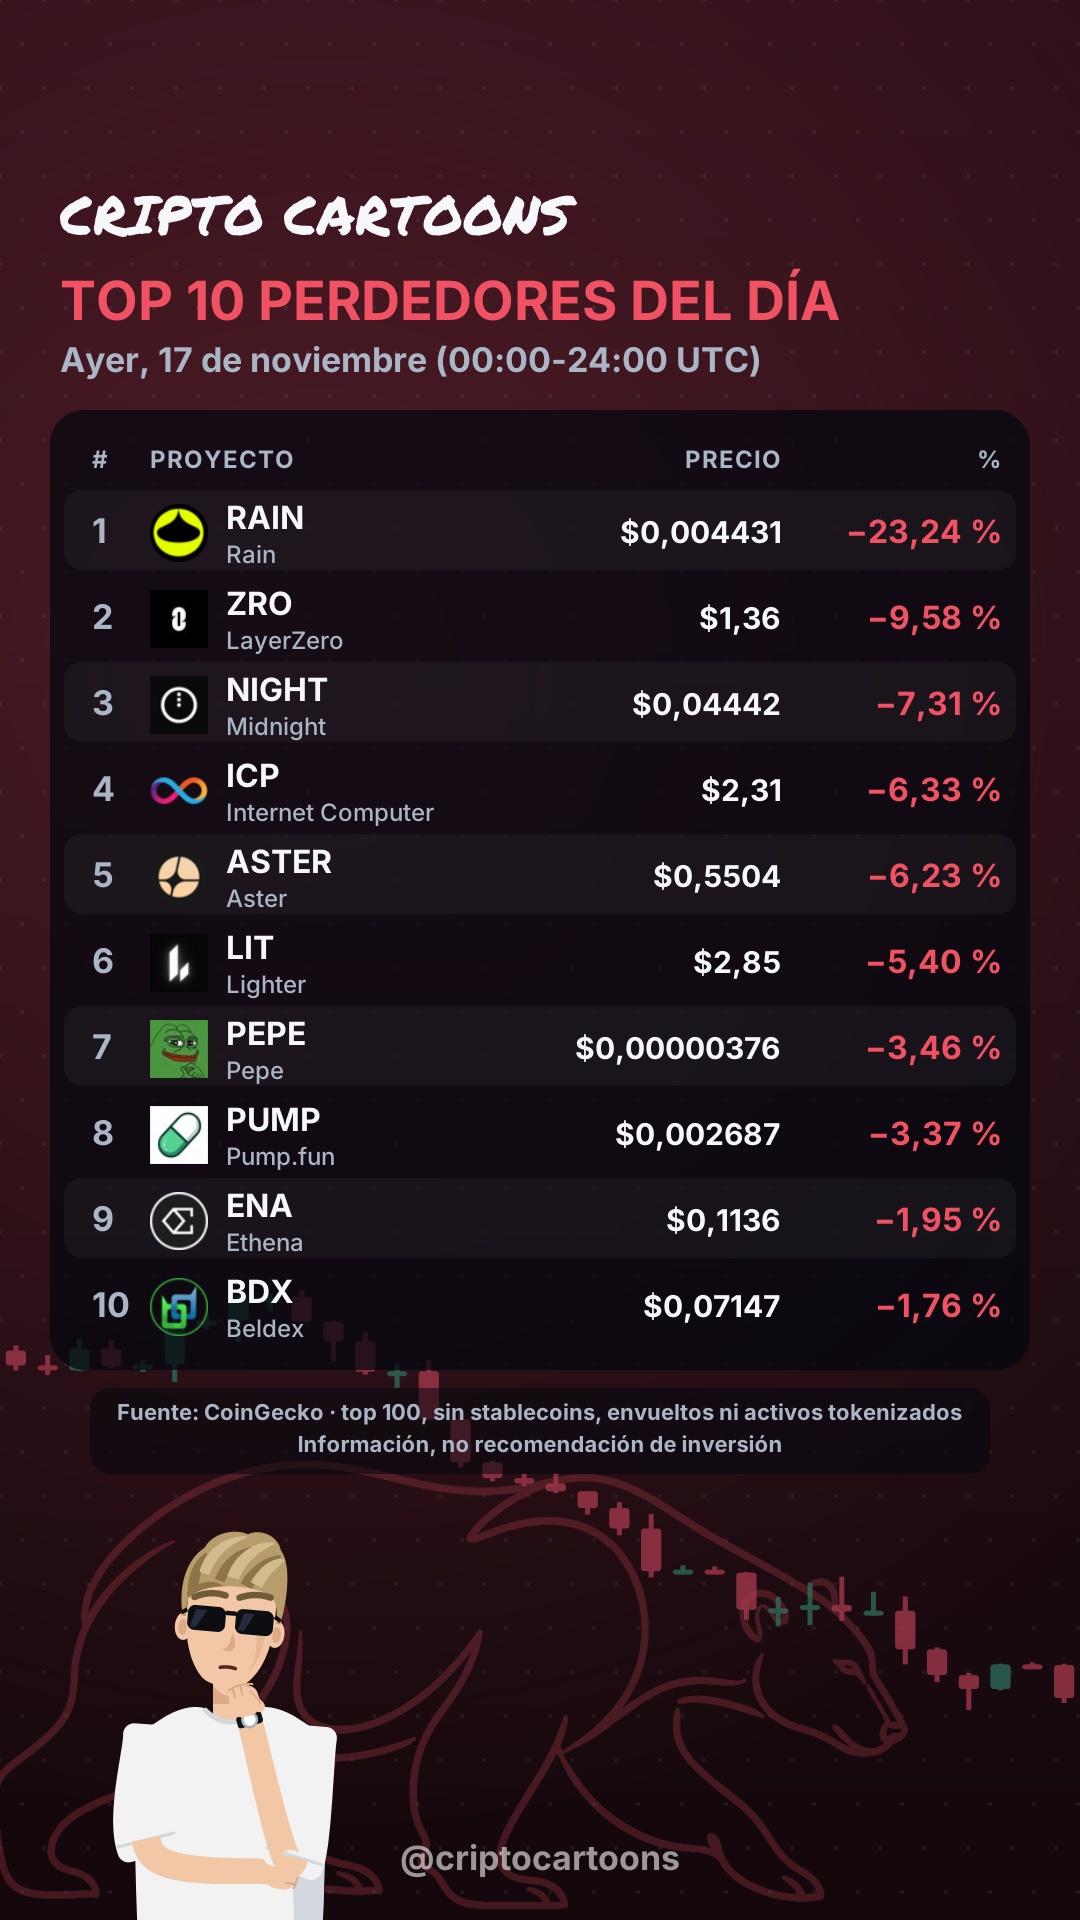 CRIPTO CARTOONS
TOP 10 PERDEDORES DEL DÍA
Ayer, 17 de noviembre (00:00-24:00 UTC)
# PROYECTO PRECIO %
1 RAIN $0,004431 −23,24 %
Rain
2 ZRO $1,36 −9,58 %
LayerZero
3 NIGHT $0,04442 −7,31 %
Midnight
4 ICP $2,31 −6,33 %
Internet Computer
5 ASTER $0,5504 −6,23 %
Aster
6 LIT $2,85 −5,40 %
Lighter
7 PEPE $0,00000376 −3,46 %
Pepe
8 PUMP $0,002687 −3,37 %
Pump.fun
9 ENA $0,1136 −1,95 %
Ethena
10 BDX $0,07147 −1,76 %
Beldex
Fuente: CoinGecko · top 100, sin stablecoins, envueltos ni activos tokenizados
Información, no recomendación de inversión
@criptocartoons